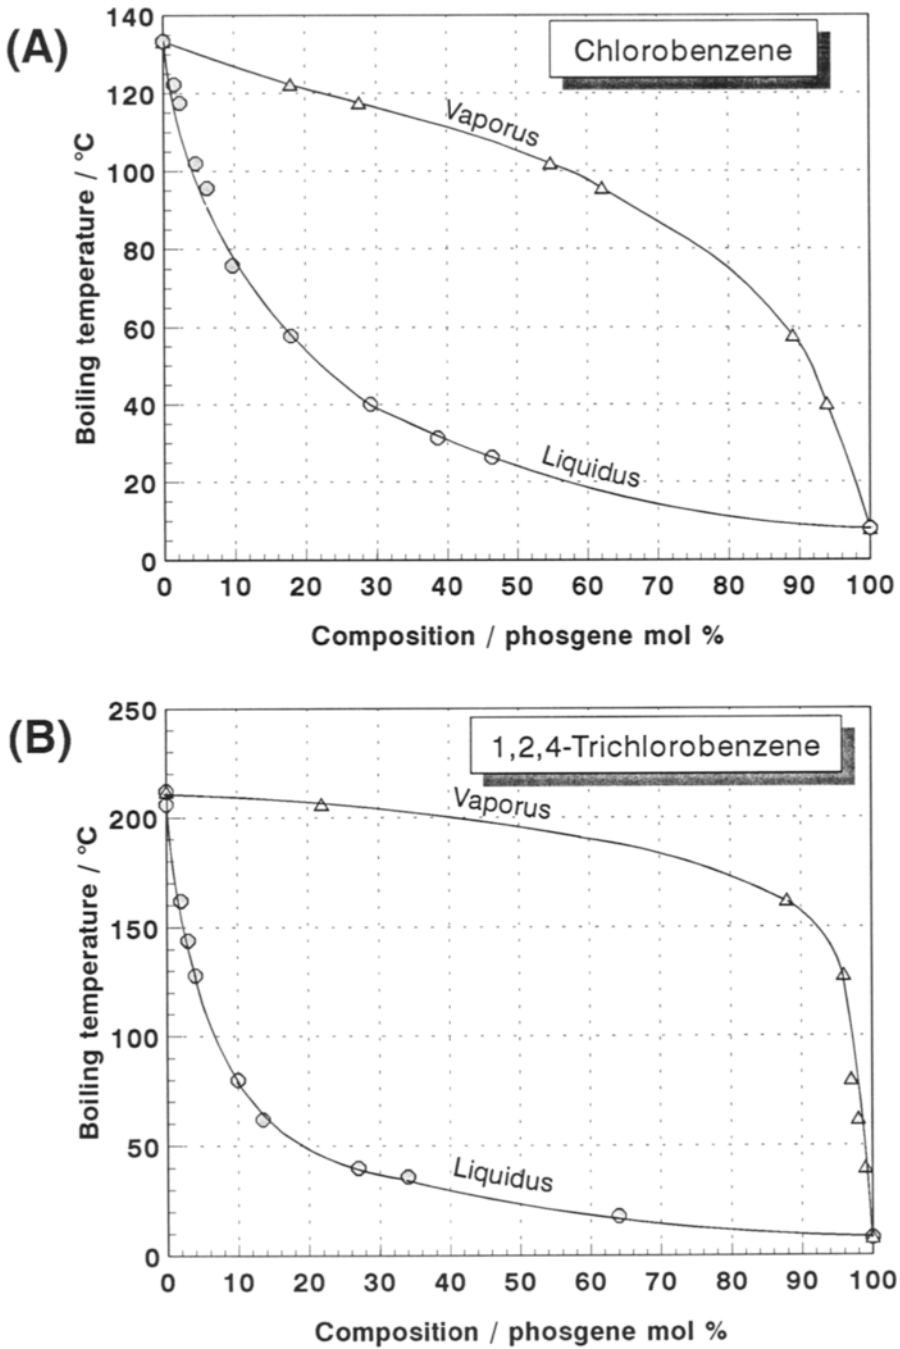 (A)
Chlorobenzene
140
120
100
80
60
40
20
0
Boiling temperature / °C
Vaporus
Liquidus
0 10 20 30 40 50 60 70 80 90 100
Composition / phosgene mol %
(B)
1,2,4-Trichlorobenzene
250
200
150
100
50
0
Boiling temperature / °C
Vaporus
Liquidus
0 10 20 30 40 50 60 70 80 90 100
Composition / phosgene mol %